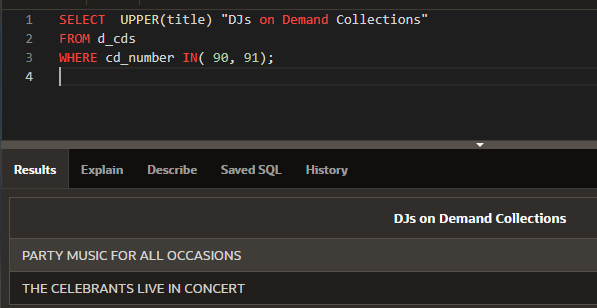 1 SELECT  UPPER(title) "DJs on Demand Collections"
2 FROM d_cds
3 WHERE cd_number IN( 90, 91);
4
Results Explain Describe Saved SQL History
DJs on Demand Collections
PARTY MUSIC FOR ALL OCCASIONS
THE CELEBRANTS LIVE IN CONCERT